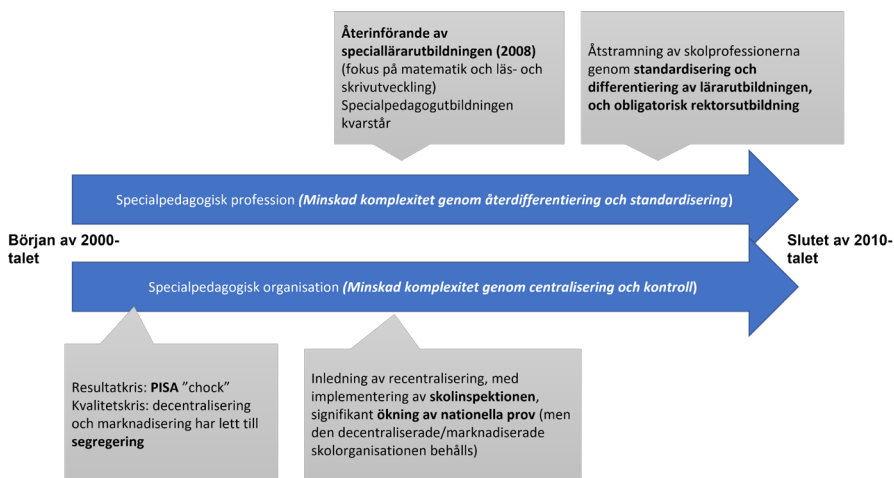 Återinförande av
speciallärarutbildningen (2008)
(fokus på matematik och läs- och
skrivutveckling)
Specialpedagogutbildningen
kvarstår
Åtstramning av skolprofessionerna
genom standardisering och
differentiering av lärarutbildningen,
och obligatorisk rektorsutbildning
Specialpedagogisk profession (Minskad komplexitet genom återdifferentiering och standardisering)
Början av 2000-
talet
Slutet av 2010-
talet
Specialpedagogisk organisation (Minskad komplexitet genom centralisering och kontroll)
Resultatkris: PISA ”chock”
Kvalitetskris: decentralisering
och marknadisering har lett till
segregering
Inledning av recentralisering, med
implementering av skolinspektionen,
signifikant ökning av nationella prov (men
den decentraliserade/marknadiserade
skolorganisationen behålls)